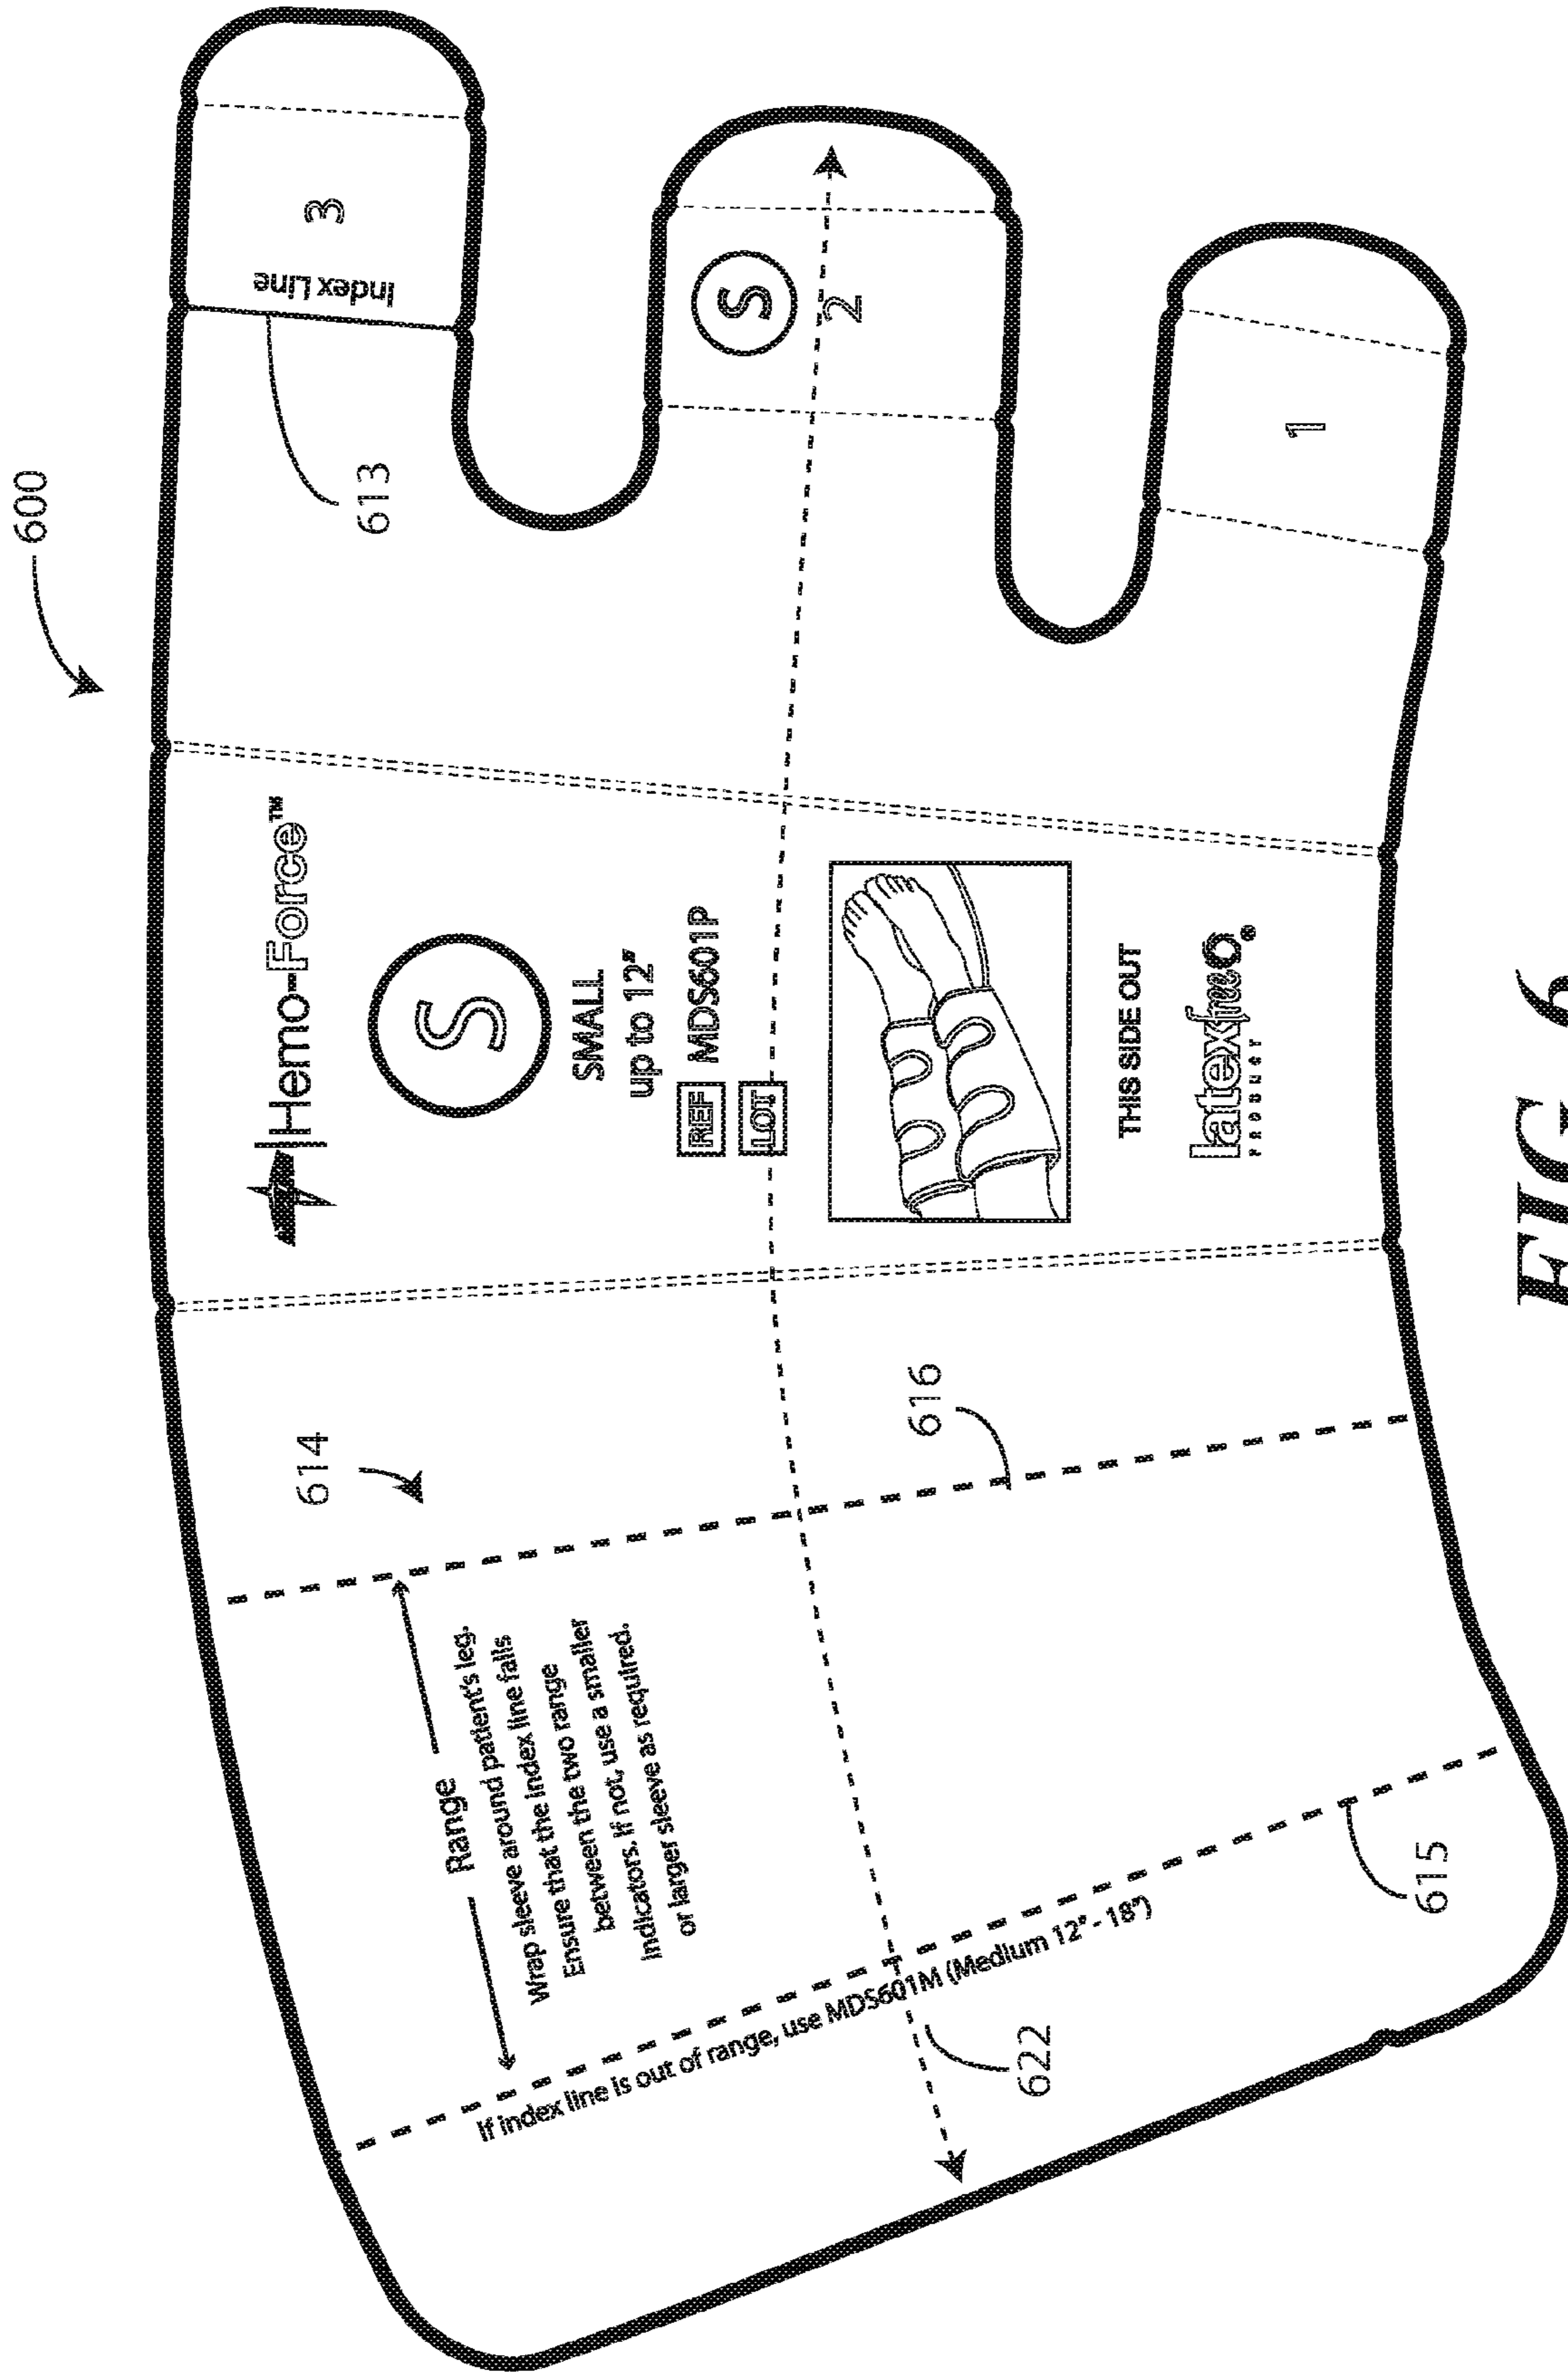 600
3
Index Line
613
S
2
1
Hemo-Force™
S
SMALL
up to 12"
REF MDS601P
LOT
THIS SIDE OUT
latexfree®
PRODUCT
614
616
Range
Wrap sleeve around patient's leg.
Ensure that the index line falls
between the two range
indicators. If not, use a smaller
or larger sleeve as required.
If index line is out of range, use MDS601M (Medium 12"- 18")
615
622
FIG. 6